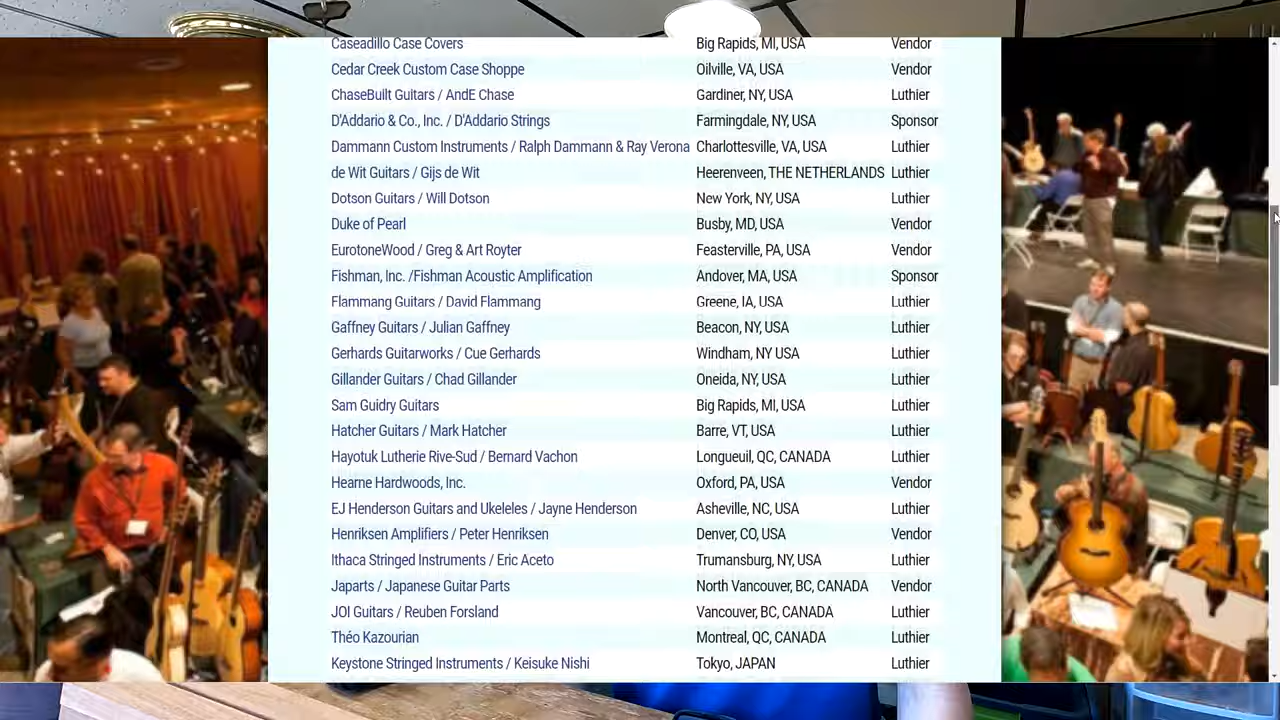 Caseadillo Case Covers Big Rapids, MI, USA Vendor
Cedar Creek Custom Case Shoppe Oilville, VA, USA Vendor
ChaseBuilt Guitars / AndE Chase Gardiner, NY, USA Luthier
D'Addario & Co., Inc. / D'Addario Strings Farmingdale, NY, USA Sponsor
Dammann Custom Instruments / Ralph Dammann & Ray Verona Charlottesville, VA, USA Luthier
de Wit Guitars / Gijs de Wit Heerenveen, THE NETHERLANDS Luthier
Dotson Guitars / Will Dotson New York, NY, USA Luthier
Duke of Pearl Busby, MD, USA Vendor
EurotoneWood / Greg & Art Royter Feasterville, PA, USA Vendor
Fishman, Inc. /Fishman Acoustic Amplification Andover, MA, USA Sponsor
Flammang Guitars / David Flammang Greene, IA, USA Luthier
Gaffney Guitars / Julian Gaffney Beacon, NY, USA Luthier
Gerhards Guitarworks / Cue Gerhards Windham, NY USA Luthier
Gillander Guitars / Chad Gillander Oneida, NY, USA Luthier
Sam Guidry Guitars Big Rapids, MI, USA Luthier
Hatcher Guitars / Mark Hatcher Barre, VT, USA Luthier
Hayotuk Lutherie Rive-Sud / Bernard Vachon Longueuil, QC, CANADA Luthier
Hearne Hardwoods, Inc. Oxford, PA, USA Vendor
EJ Henderson Guitars and Ukeleles / Jayne Henderson Asheville, NC, USA Luthier
Henriksen Amplifiers / Peter Henriksen Denver, CO, USA Vendor
Ithaca Stringed Instruments / Eric Aceto Trumansburg, NY, USA Luthier
Japarts / Japanese Guitar Parts North Vancouver, BC, CANADA Vendor
JOI Guitars / Reuben Forsland Vancouver, BC, CANADA Luthier
Théo Kazourian Montreal, QC, CANADA Luthier
Keystone Stringed Instruments / Keisuke Nishi Tokyo, JAPAN Luthier